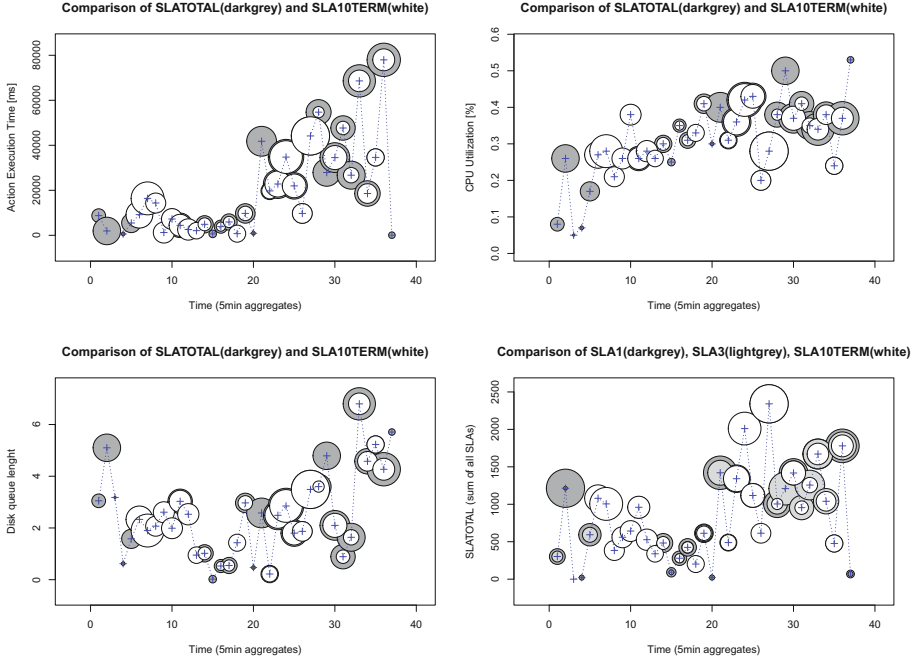 Comparison of SLATOTAL(darkgrey) and SLA10TERM(white)
Action Execution Time [ms]
80000
60000
40000
20000
0
0 10 20 30 40
Time (5min aggregates)
Comparison of SLATOTAL(darkgrey) and SLA10TERM(white)
CPU Utilization [%]
0.6
0.5
0.4
0.3
0.2
0.1
0.0
0 10 20 30 40
Time (5min aggregates)
Comparison of SLATOTAL(darkgrey) and SLA10TERM(white)
Disk queue lenght
6
4
2
0
0 10 20 30 40
Time (5min aggregates)
Comparison of SLA1(darkgrey), SLA3(lightgrey), SLA10TERM(white)
SLATOTAL (sum of all SLAs)
2500
2000
1500
1000
500
0
0 10 20 30 40
Time (5min aggregates)